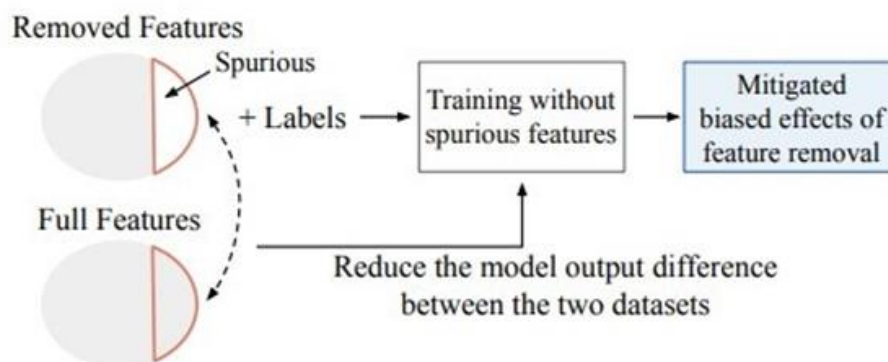 Removed Features
Spurious
+ Labels
Training without
spurious features
Mitigated
biased effects of
feature removal
Full Features
Reduce the model output difference
between the two datasets